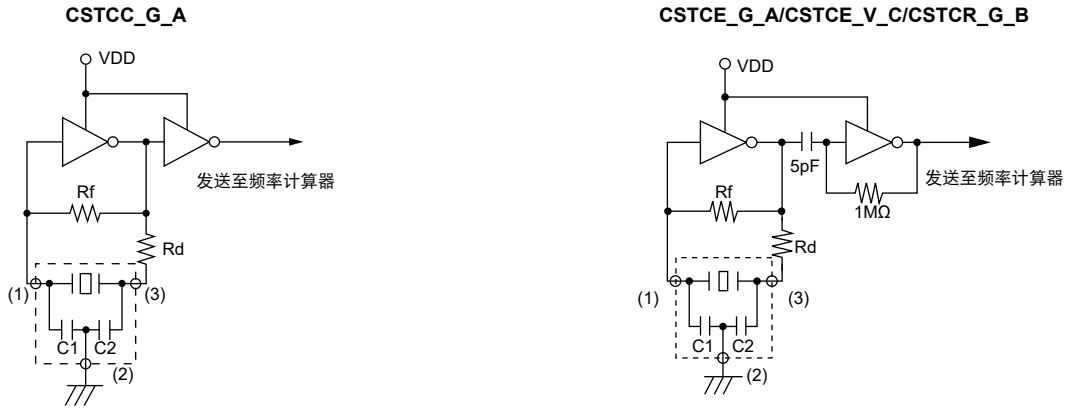 CSTCC_G_A
VDD
发送至频率计算器
Rf
Rd
(1)
(3)
C1
C2
(2)
CSTCE_G_A/CSTCE_V_C/CSTCR_G_B
VDD
5pF
发送至频率计算器
Rf
1MΩ
Rd
(1)
(3)
C1
C2
(2)